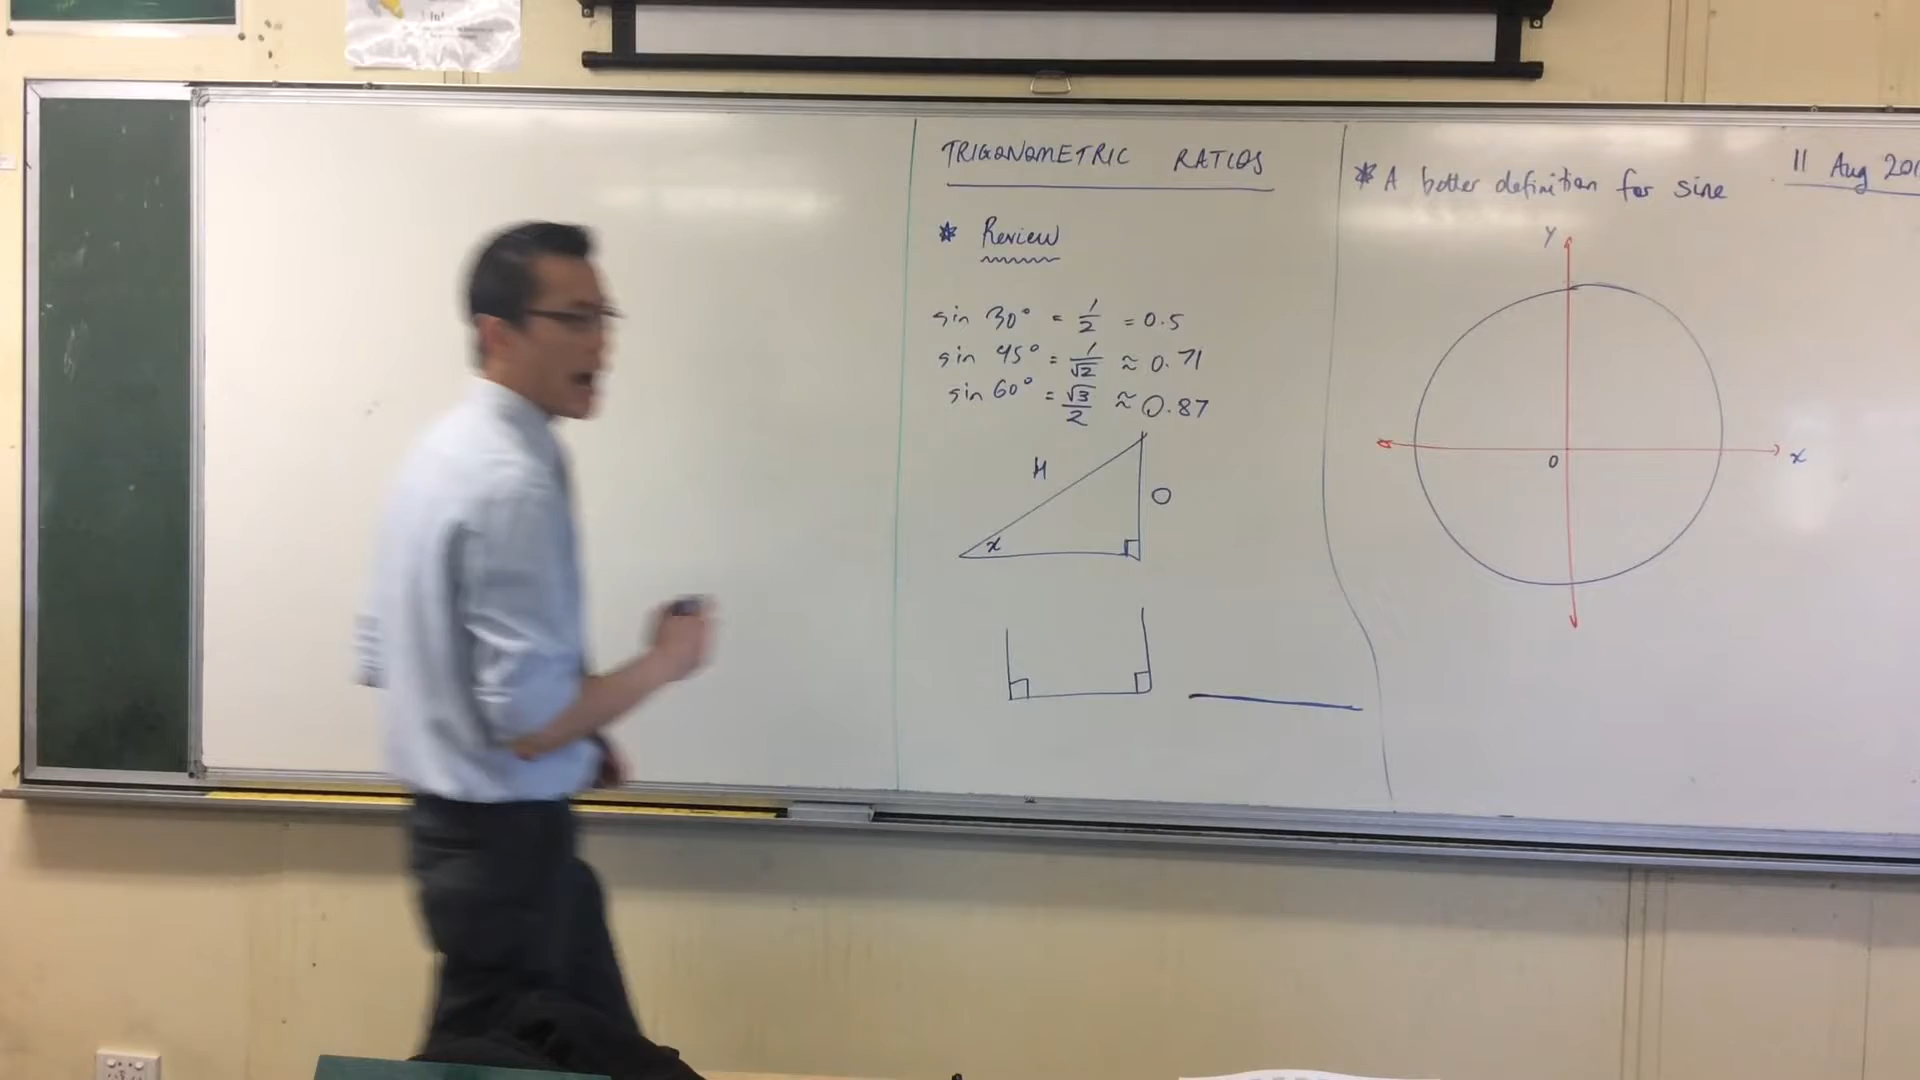 TRIGONOMETRIC RATIOS
* Review
sin 30° = 1/2 = 0.5
sin 45° = 1/√2 ≈ 0.71
sin 60° = √3/2 ≈ 0.87
H
O
x
* A better definition for sine
11 Aug
y
x
0